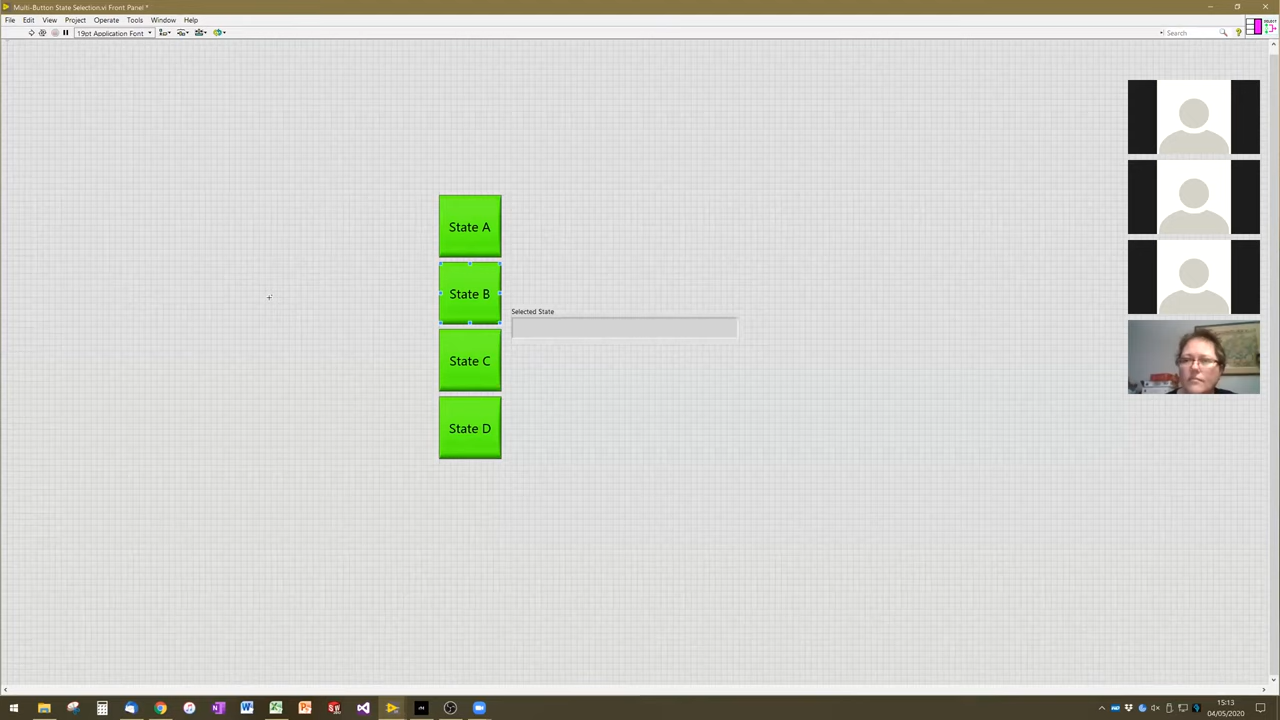 Multi-Button State Selection.vi Front Panel *
File Edit View Project Operate Tools Window Help
19pt Application Font
Search
SELECT
State A
State B
Selected State
State C
State D
15:13
04/05/2020